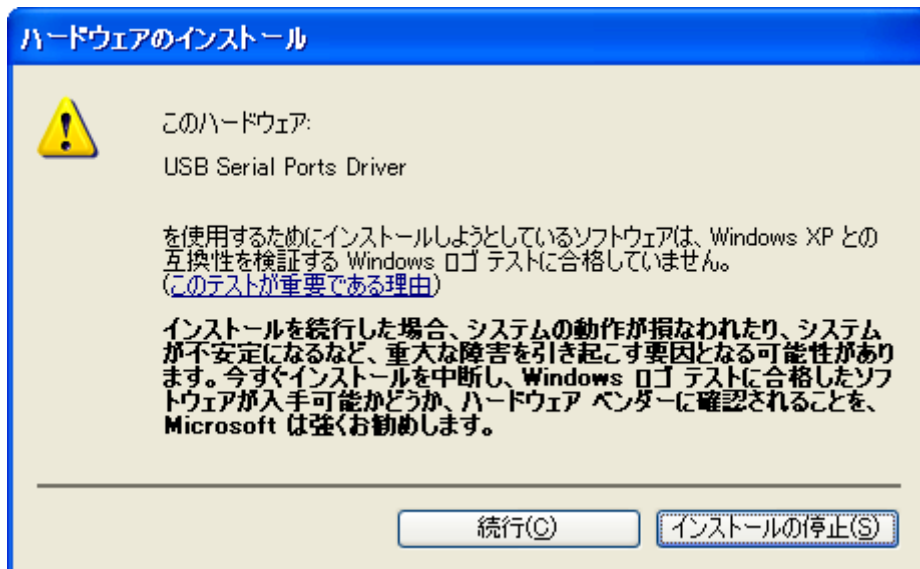 ハードウェアのインストール
このハードウェア:
USB Serial Ports Driver
を使用するためにインストールしようとしているソフトウェアは、Windows XP との
互換性を検証する Windows ロゴ テストに合格していません。
(このテストが重要である理由)
インストールを続行した場合、システムの動作が損なわれたり、システム
が不安定になるなど、重大な障害を引き起こす要因となる可能性があり
ます。今すぐインストールを中断し、Windows ロゴ テストに合格したソフ
トウェアが入手可能かどうか、ハードウェア ベンダーに確認されることを、
Microsoft は強くお勧めします。
続行(C)
インストールの停止(S)